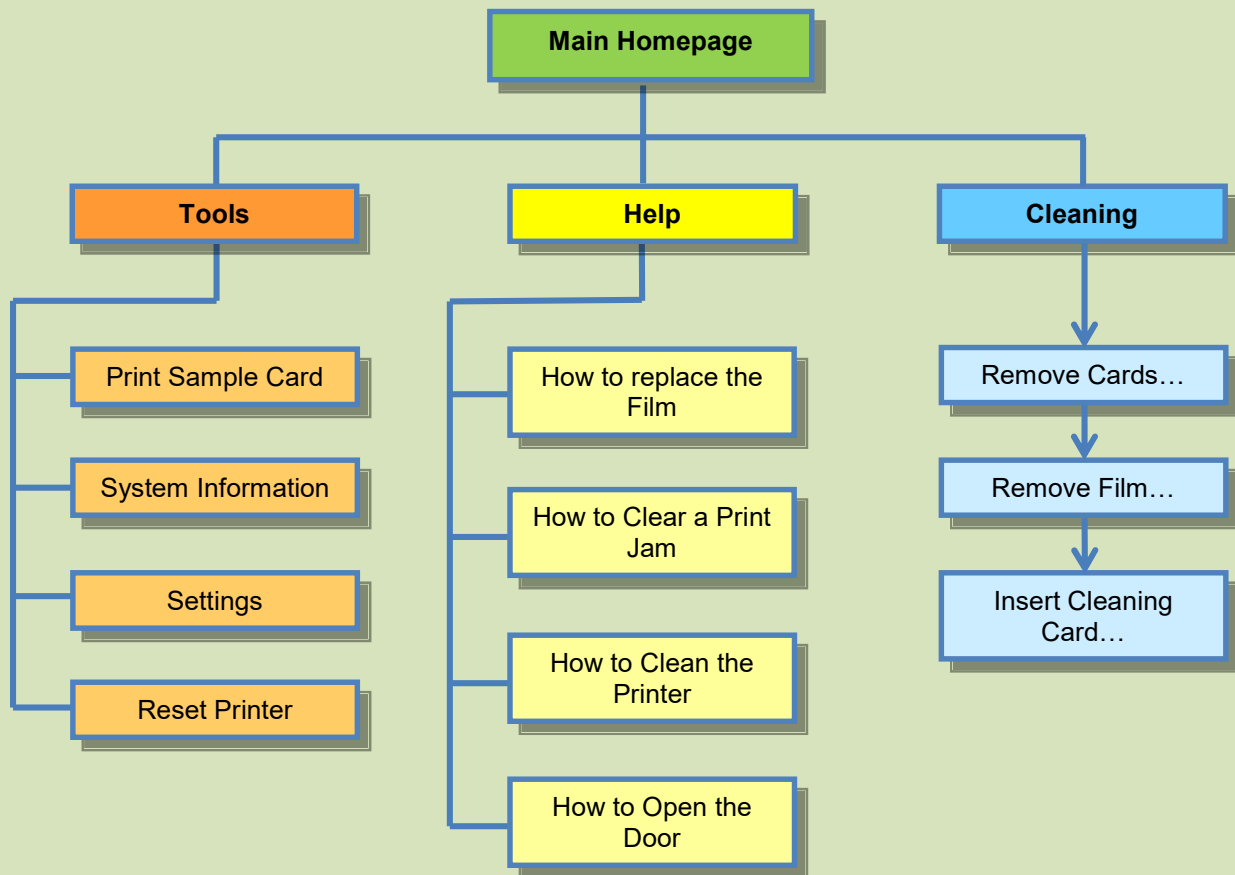 Main Homepage
Tools
Help
Cleaning
Print Sample Card
System Information
Settings
Reset Printer
How to replace the
Film
How to Clear a Print
Jam
How to Clean the
Printer
How to Open the
Door
Remove Cards…
Remove Film…
Insert Cleaning
Card…